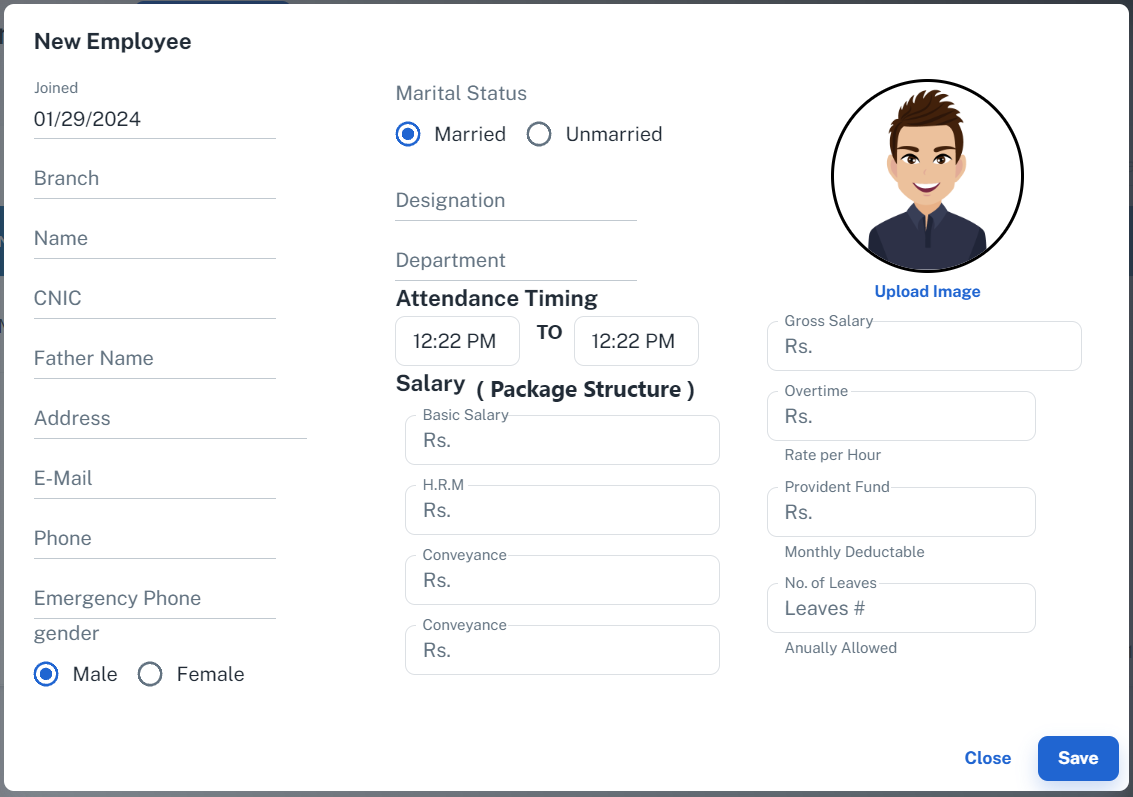 New Employee
Joined
01/29/2024
Branch
Name
CNIC
Father Name
Address
E-Mail
Phone
Emergency Phone
gender
Male Female
Marital Status
Married Unmarried
Designation
Department
Attendance Timing
12:22 PM TO 12:22 PM
Salary ( Package Structure )
Basic Salary
Rs.
H.R.M
Rs.
Conveyance
Rs.
Conveyance
Rs.
Upload Image
Gross Salary
Rs.
Overtime
Rs.
Rate per Hour
Provident Fund
Rs.
Monthly Deductable
No. of Leaves
Leaves #
Anually Allowed
Close Save